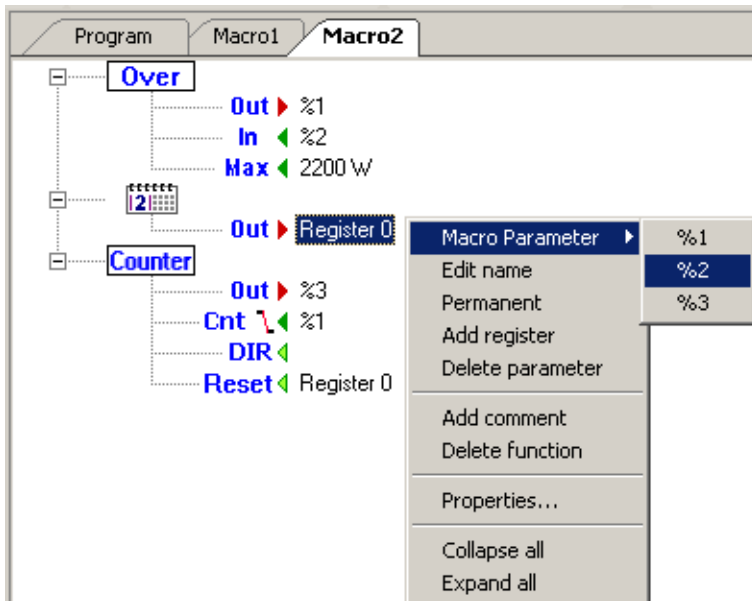 Program Macro1 Macro2
Over
Out %1
In %2
Max 2200 W
2
Out Register 0
Counter
Out %3
Cnt %1
DIR
Reset Register 0
Macro Parameter
Edit name
Permanent
Add register
Delete parameter
Add comment
Delete function
Properties...
Collapse all
Expand all
%1
%2
%3